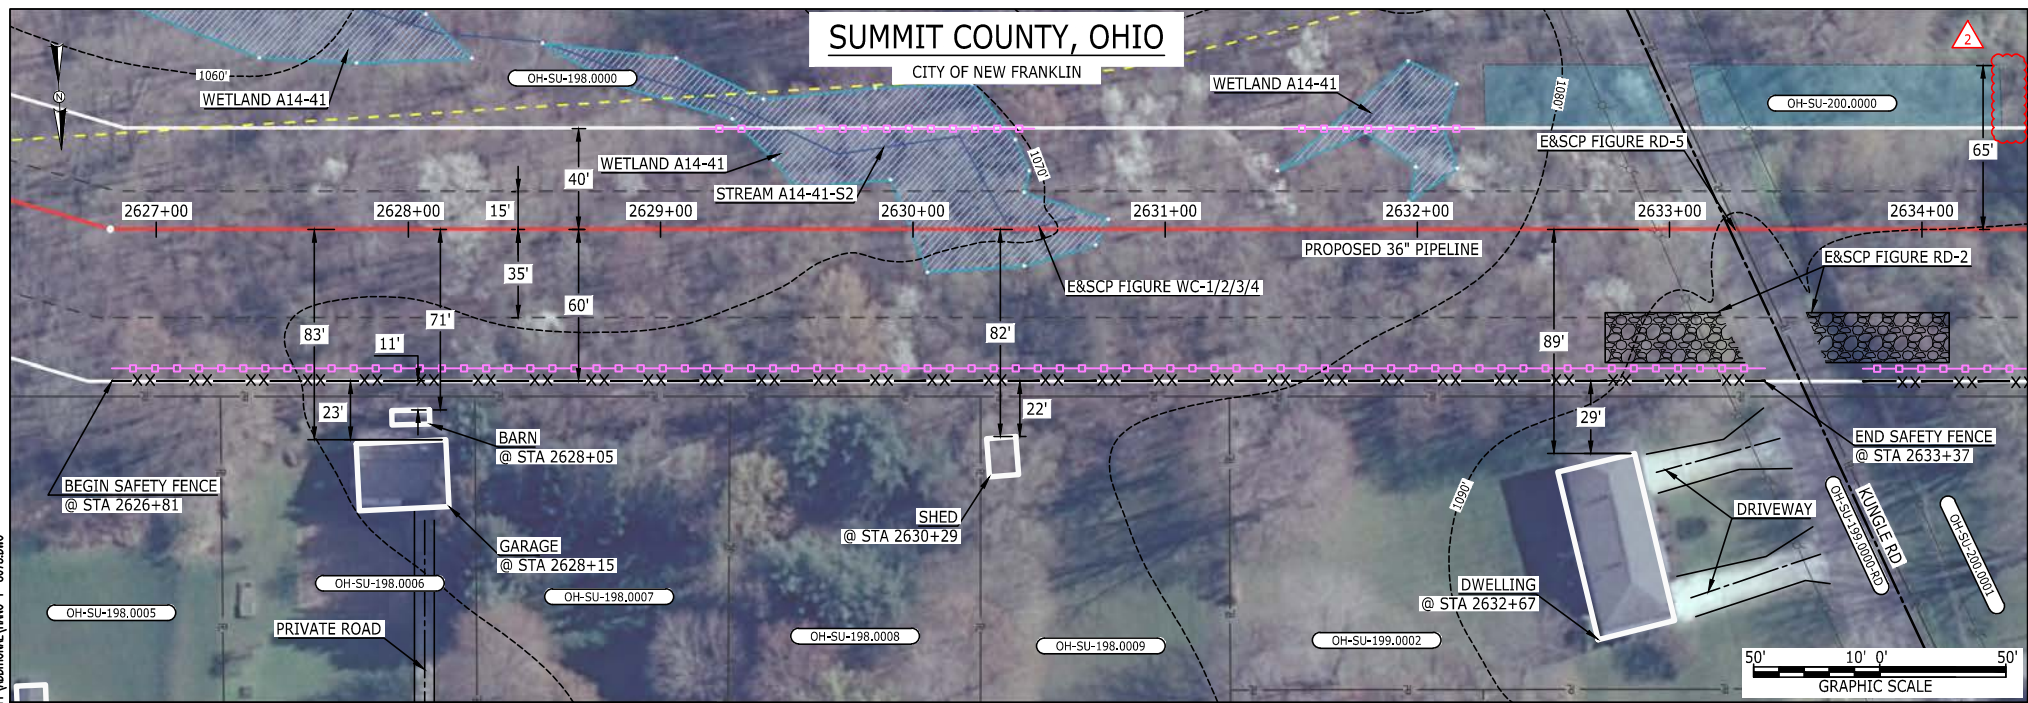 SUMMIT COUNTY, OHIO
CITY OF NEW FRANKLIN
2
N
1060'
WETLAND A14-41
OH-SU-198.0000
WETLAND A14-41
STREAM A14-41-S2
1070'
WETLAND A14-41
1080'
OH-SU-200.0000
E&SCP FIGURE RD-5
65'
40'
15'
2627+00
2628+00
2629+00
2630+00
2631+00
2632+00
2633+00
2634+00
PROPOSED 36" PIPELINE
E&SCP FIGURE RD-2
E&SCP FIGURE WC-1/2/3/4
35'
60'
83'
71'
11'
82'
89'
23'
22'
29'
BARN
@ STA 2628+05
BEGIN SAFETY FENCE
@ STA 2626+81
GARAGE
@ STA 2628+15
SHED
@ STA 2630+29
END SAFETY FENCE
@ STA 2633+37
1090'
DRIVEWAY
KUNGLE RD
OH-SU-199.0000-RD
OH-SU-200.0001
DWELLING
@ STA 2632+67
OH-SU-198.0005
OH-SU-198.0006
OH-SU-198.0007
OH-SU-198.0008
OH-SU-198.0009
OH-SU-199.0002
PRIVATE ROAD
50' 10' 0' 50'
GRAPHIC SCALE